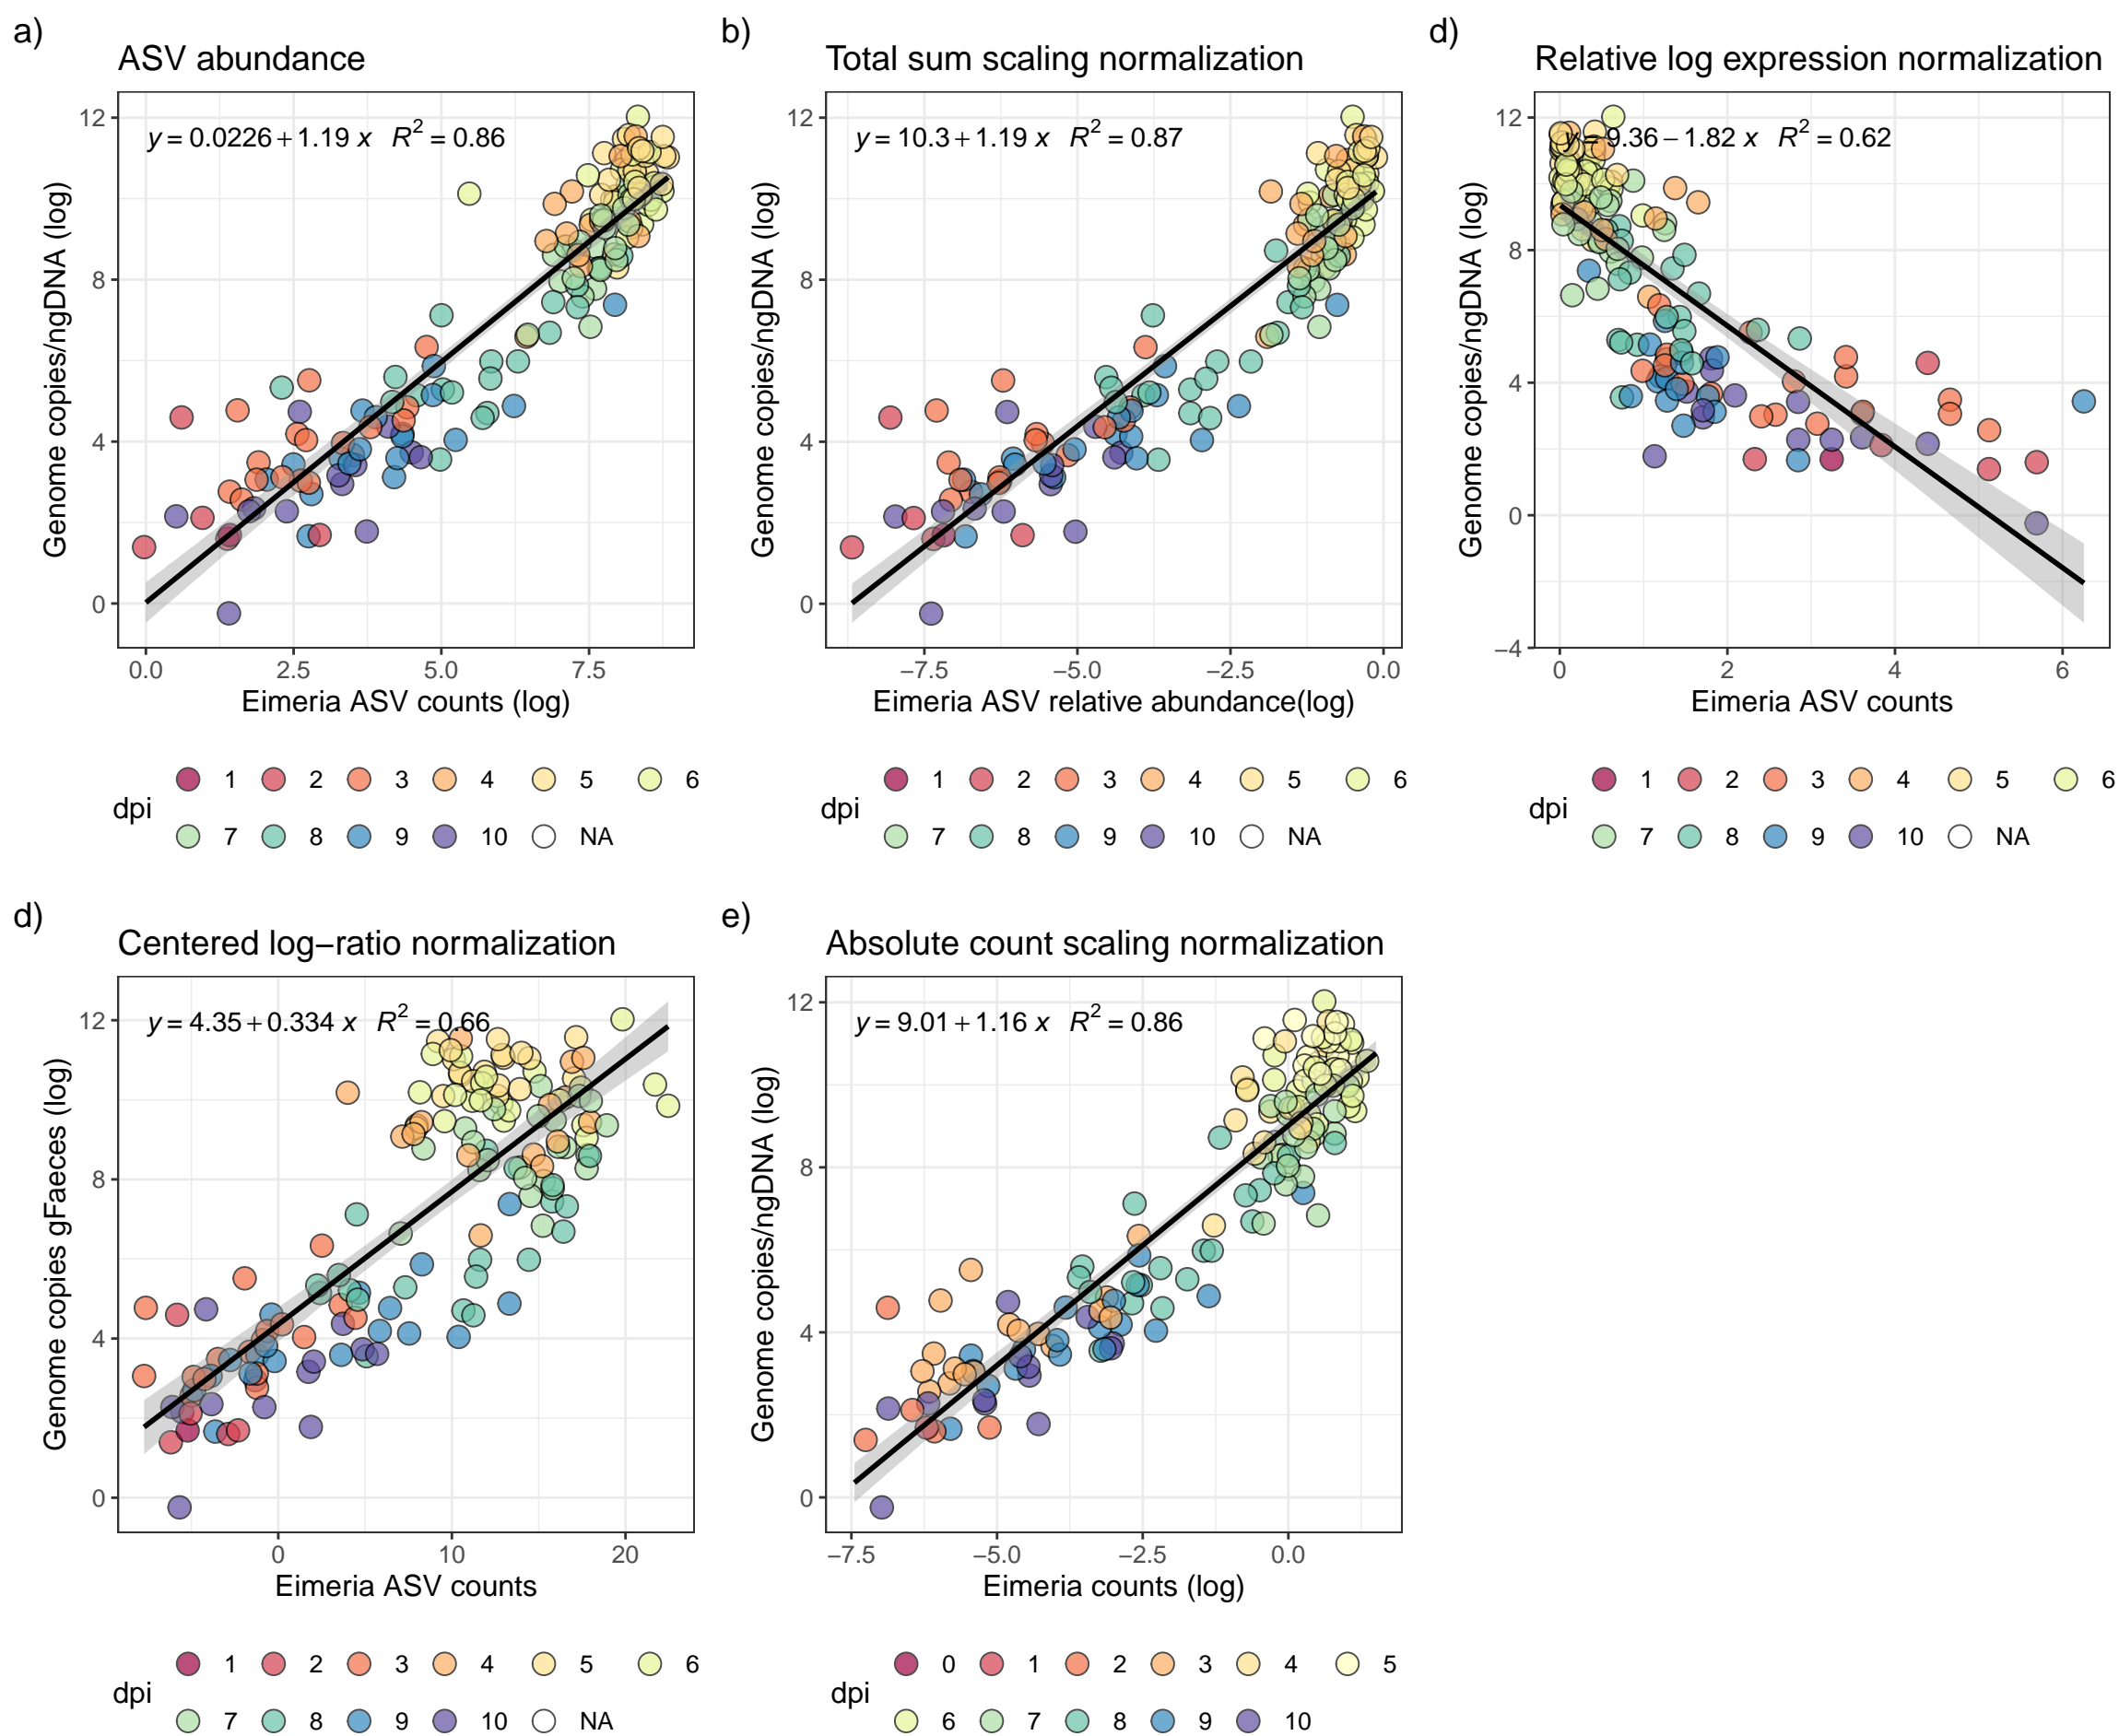 a)
ASV abundance
y = 0.0226 + 1.19 x R² = 0.86
12
8
4
0
Genome copies/ngDNA (log)
0.0 2.5 5.0 7.5
Eimeria ASV counts (log)
dpi
1 2 3 4 5 6
7 8 9 10 NA
b)
Total sum scaling normalization
y = 10.3 + 1.19 x R² = 0.87
12
8
4
0
Genome copies/ngDNA (log)
−7.5 −5.0 −2.5 0.0
Eimeria ASV relative abundance(log)
dpi
1 2 3 4 5 6
7 8 9 10 NA
d)
Relative log expression normalization
y = 9.36 − 1.82 x R² = 0.62
12
8
4
0
−4
Genome copies/ngDNA (log)
0 2 4 6
Eimeria ASV counts
dpi
1 2 3 4 5 6
7 8 9 10 NA
d)
Centered log−ratio normalization
y = 4.35 + 0.334 x R² = 0.66
12
8
4
0
Genome copies gFaeces (log)
0 10 20
Eimeria ASV counts
dpi
1 2 3 4 5 6
7 8 9 10 NA
e)
Absolute count scaling normalization
y = 9.01 + 1.16 x R² = 0.86
12
8
4
0
Genome copies/ngDNA (log)
−7.5 −5.0 −2.5 0.0
Eimeria counts (log)
dpi
0 1 2 3 4 5
6 7 8 9 10